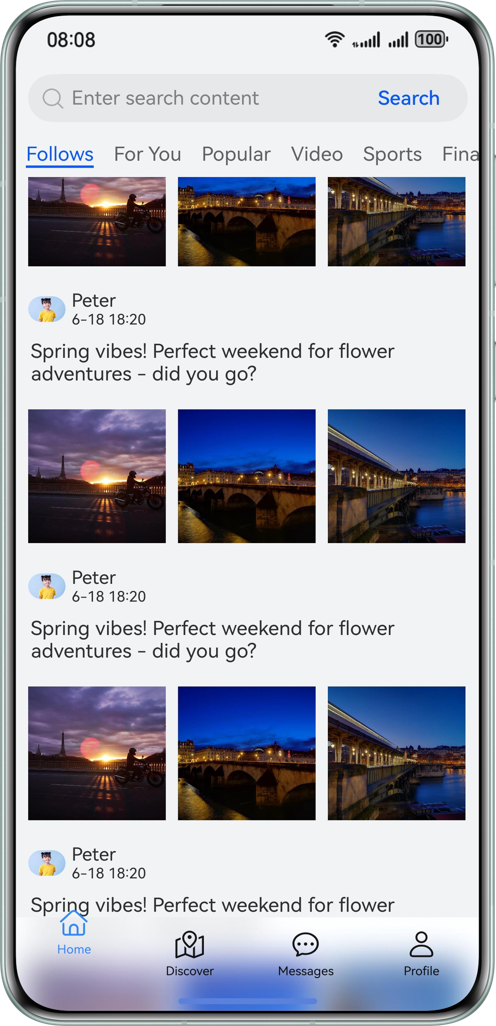 08:08
100
Enter search content
Search
Follows
For You
Popular
Video
Sports
Fina
Peter
6-18 18:20
Spring vibes! Perfect weekend for flower
adventures - did you go?
Peter
6-18 18:20
Spring vibes! Perfect weekend for flower
adventures - did you go?
Peter
6-18 18:20
Spring vibes! Perfect weekend for flower
Home
Discover
Messages
Profile